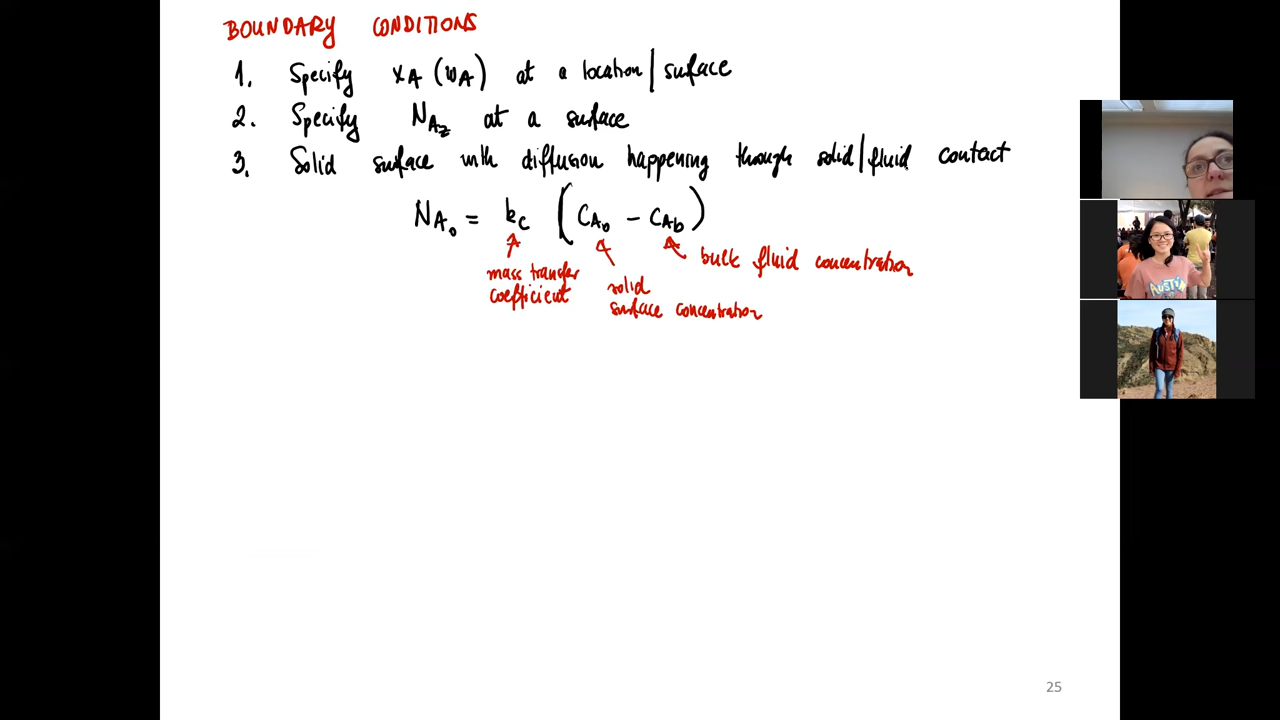 BOUNDARY CONDITIONS
1. Specify xA (wA) at a location/surface
2. Specify NAz at a surface
3. Solid surface with diffusion happening through solid/fluid contact
NA0 = kc (CA0 - CAb)
bulk fluid concentration
mass transfer
coefficient
solid
surface concentration
AUSTIN
25